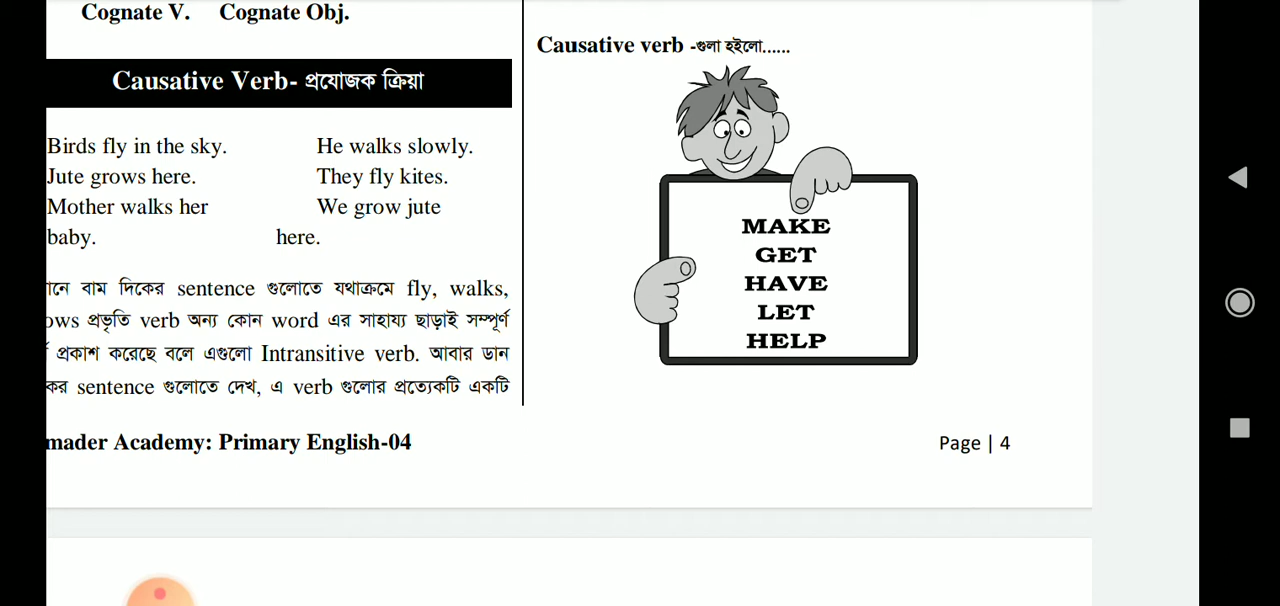 Cognate V. Cognate Obj.
Causative Verb- প্রযোজক ক্রিয়া
Birds fly in the sky. He walks slowly.
Jute grows here. They fly kites.
Mother walks her We grow jute
baby. here.
বাম দিকের sentence গুলোতে যথাক্রমে fly, walks,
ows প্রভৃতি verb অন্য কোন word এর সাহায্য ছাড়াই সম্পূর্ণ
প্রকাশ করেছে বলে এগুলো Intransitive verb. আবার ডান
কর sentence গুলোতে দেখ, এ verb গুলোর প্রত্যেকটি একটি
Causative verb -গুলা হইলো......
MAKE
GET
HAVE
LET
HELP
mader Academy: Primary English-04
Page | 4